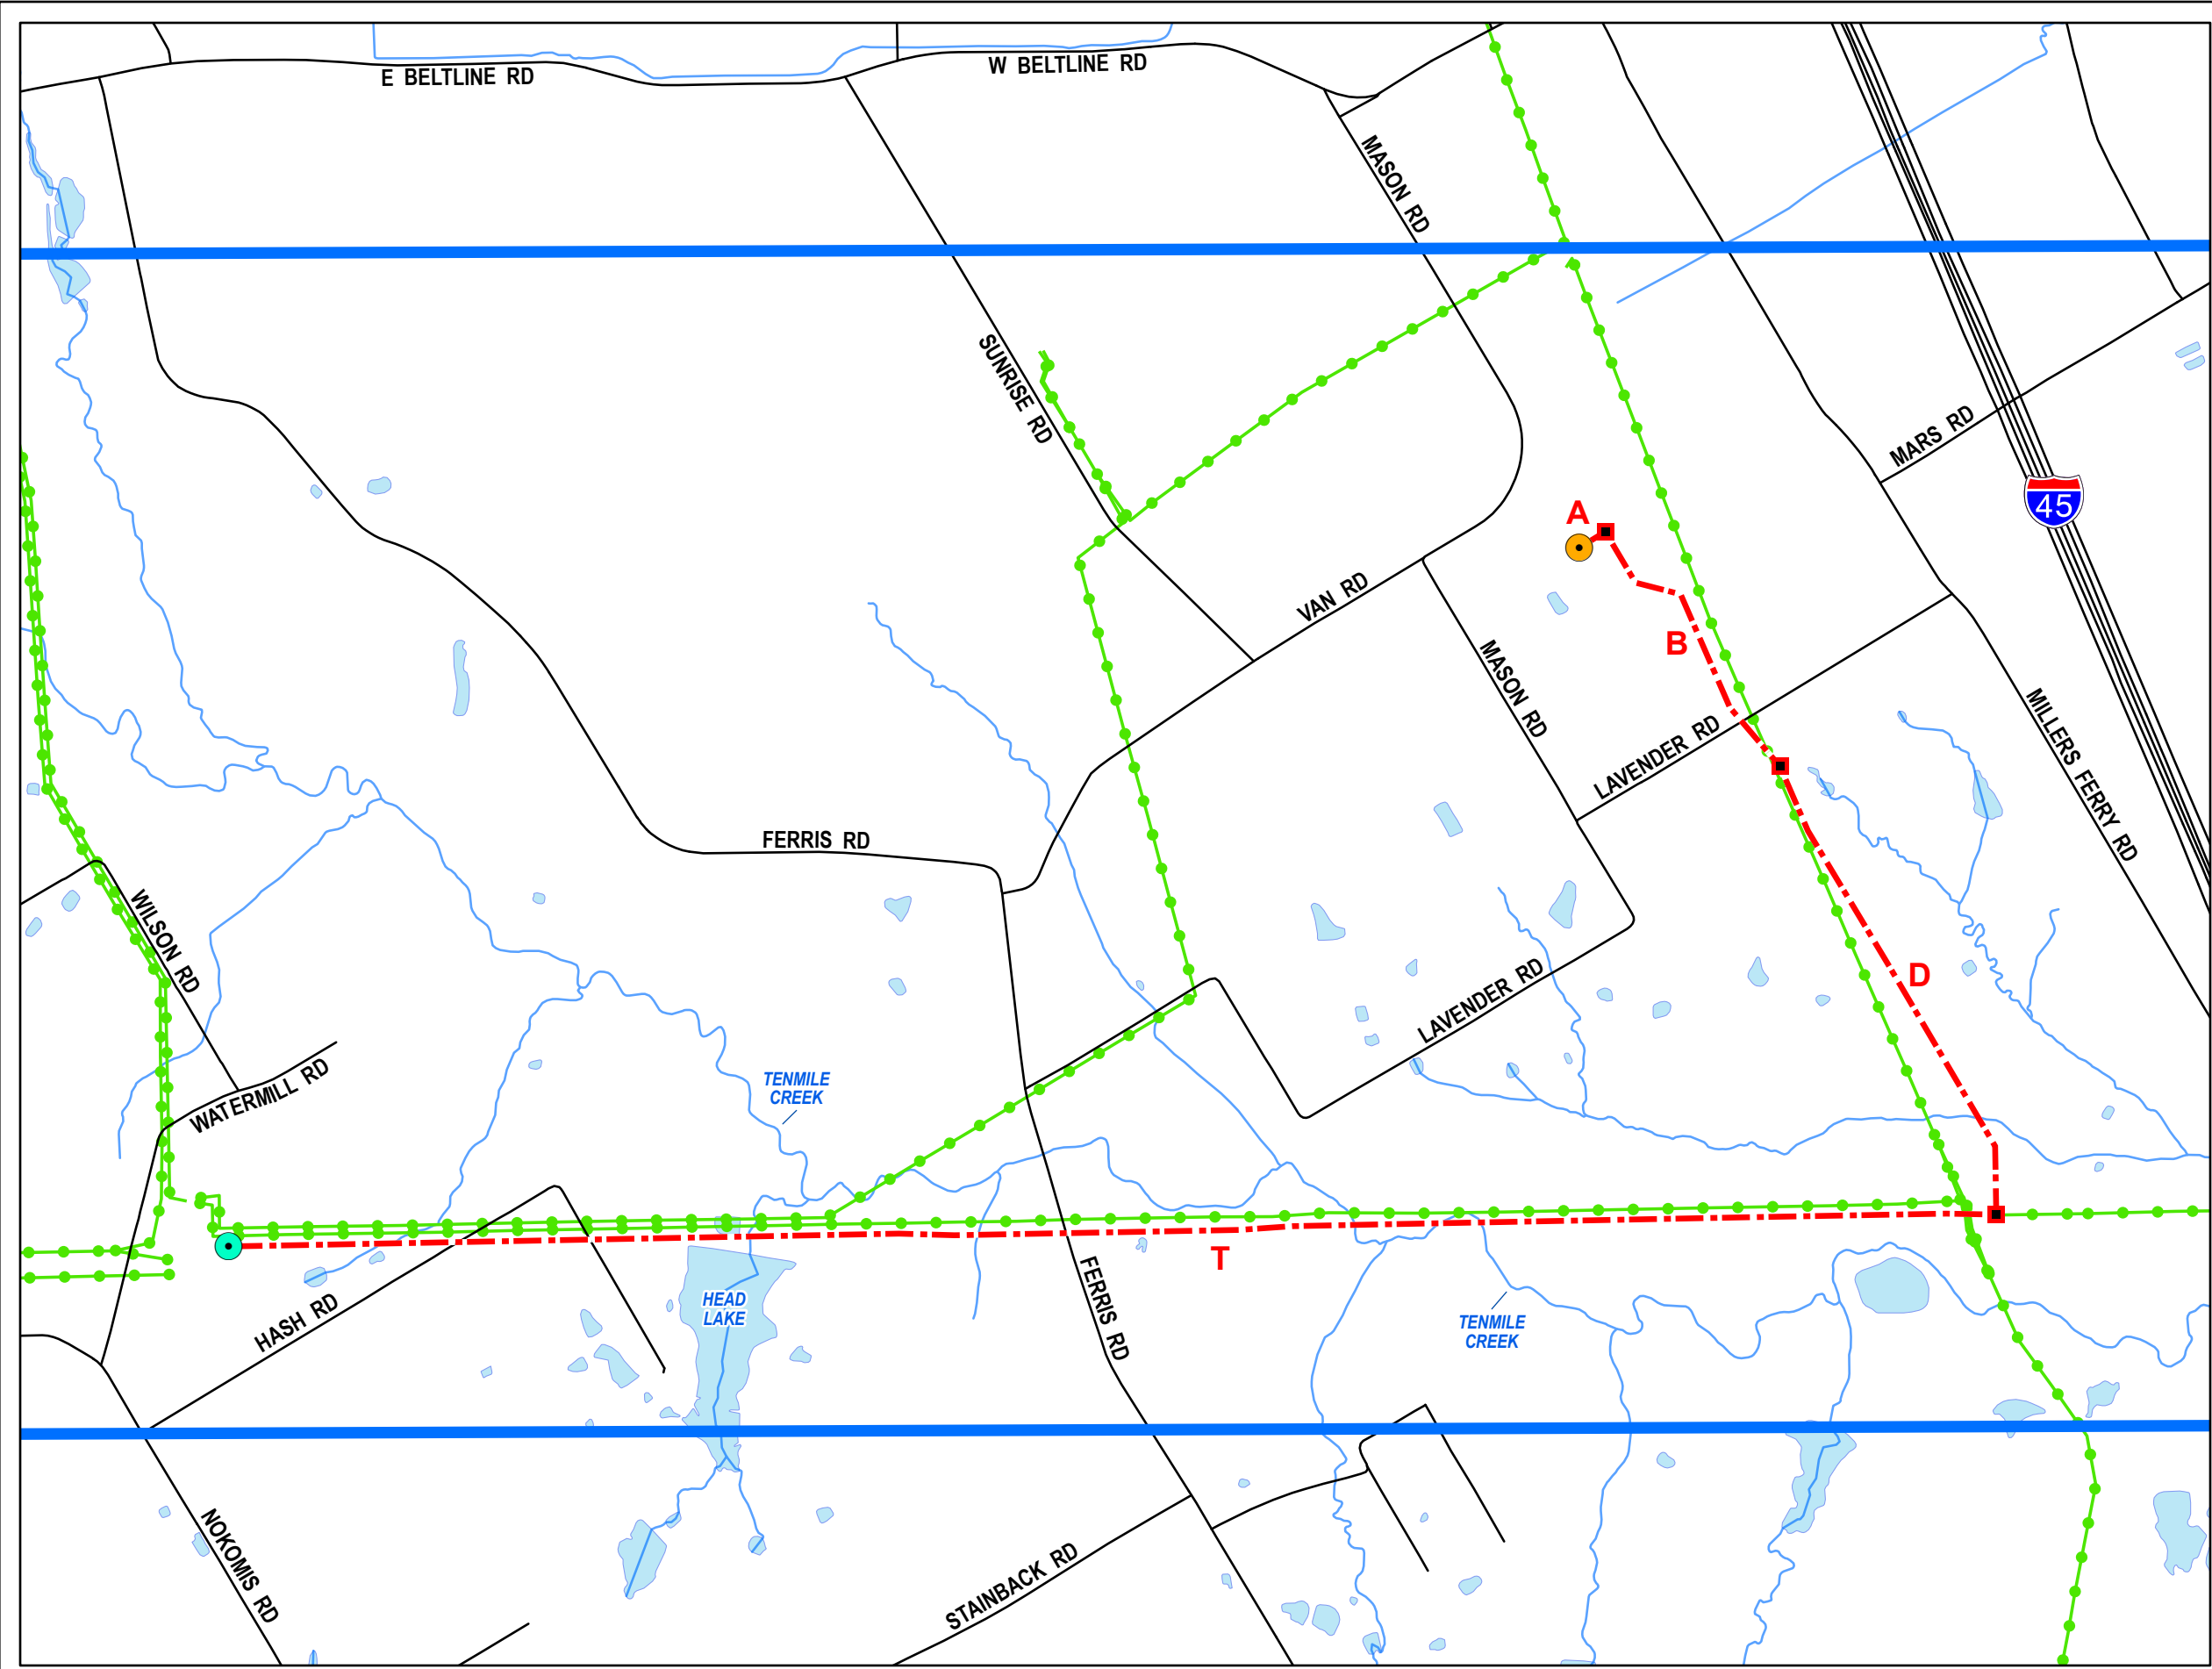 E BELTLINE RD
W BELTLINE RD
MASON RD
SUNRISE RD
MARS RD
45
A
VAN RD
B
MASON RD
LAVENDER RD
MILLERS FERRY RD
FERRIS RD
WILSON RD
D
LAVENDER RD
WATERMILL RD
TENMILE
CREEK
T
HASH RD
HEAD
LAKE
FERRIS RD
TENMILE
CREEK
NOKOMIS RD
STAINBACK RD